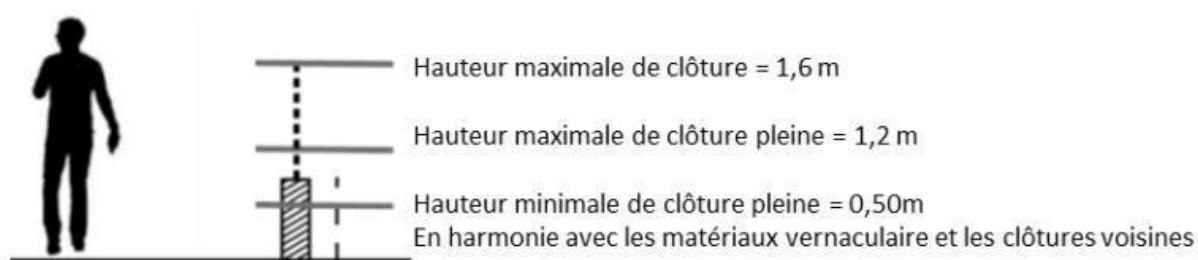 Hauteur maximale de clôture = 1,6 m
Hauteur maximale de clôture pleine = 1,2 m
Hauteur minimale de clôture pleine = 0,50m
En harmonie avec les matériaux vernaculaire et les clôtures voisines